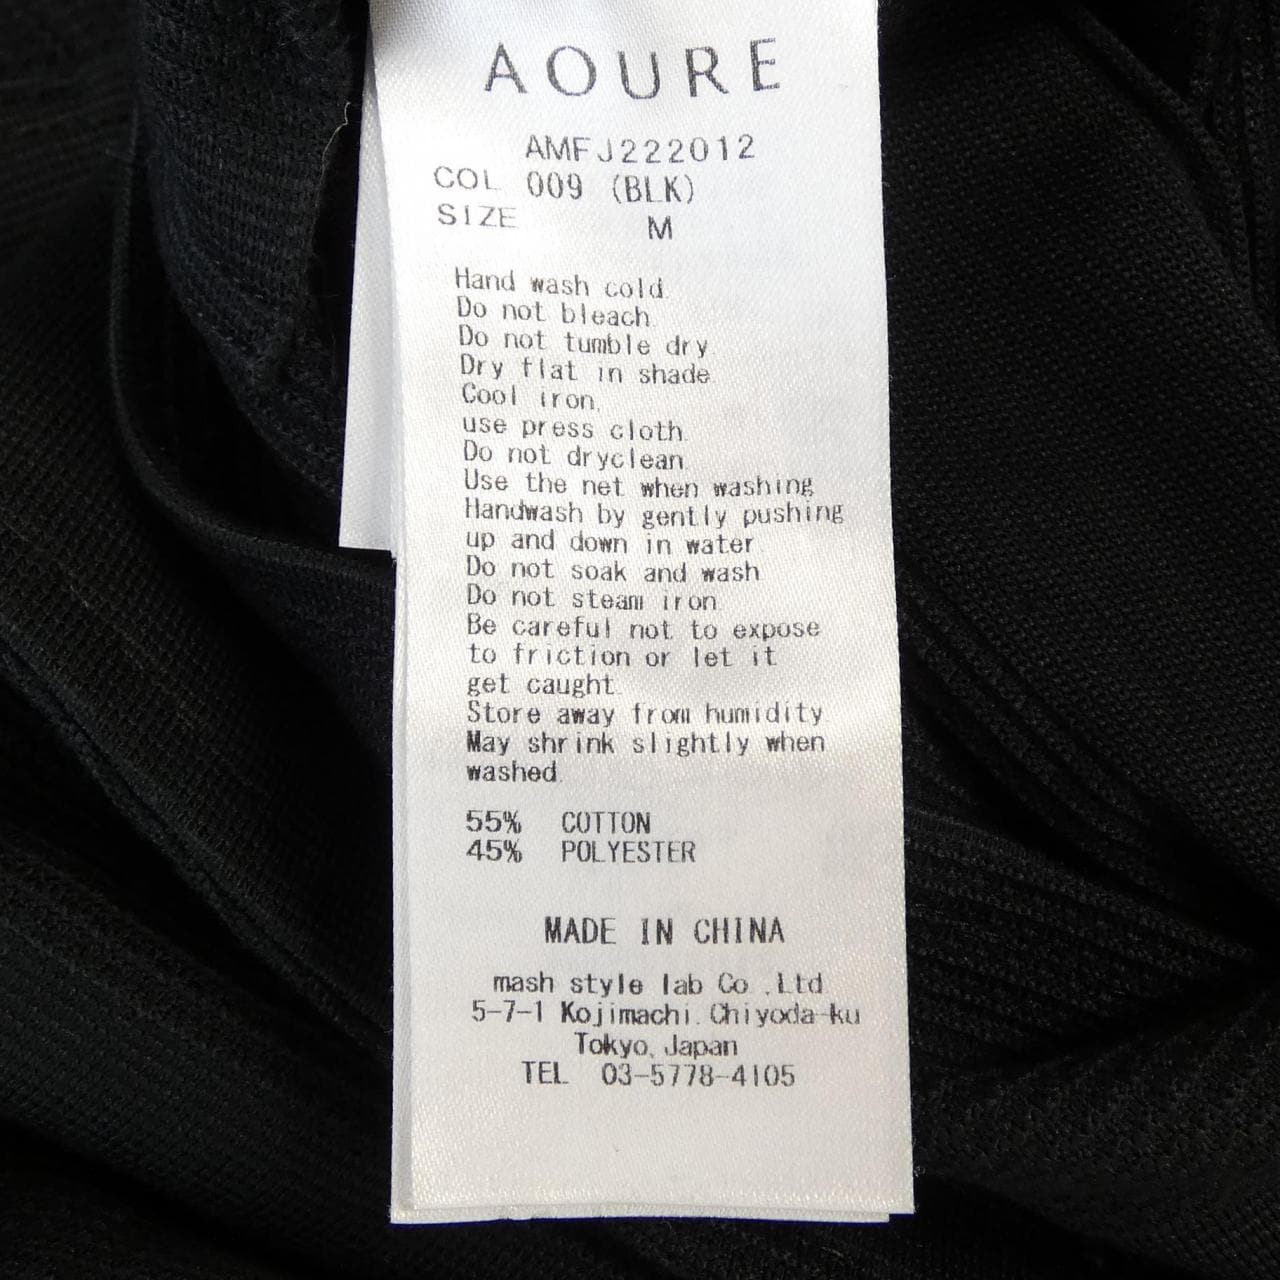 AOURE
AMFJ222012
COL 009 (BLK)
SIZE M
Hand wash cold.
Do not bleach.
Do not tumble dry.
Dry flat in shade.
Cool iron,
use press cloth.
Do not dryclean.
Use the net when washing
Handwash by gently pushing
up and down in water.
Do not soak and wash
Do not steam iron
Be careful not to expose
to friction or let it
get caught.
Store away from humidity.
May shrink slightly when
washed.
55% COTTON
45% POLYESTER
MADE IN CHINA
mash style lab Co.,Ltd.
5-7-1 Kojimachi.Chiyoda-ku
Tokyo, Japan
TEL 03-5778-4105